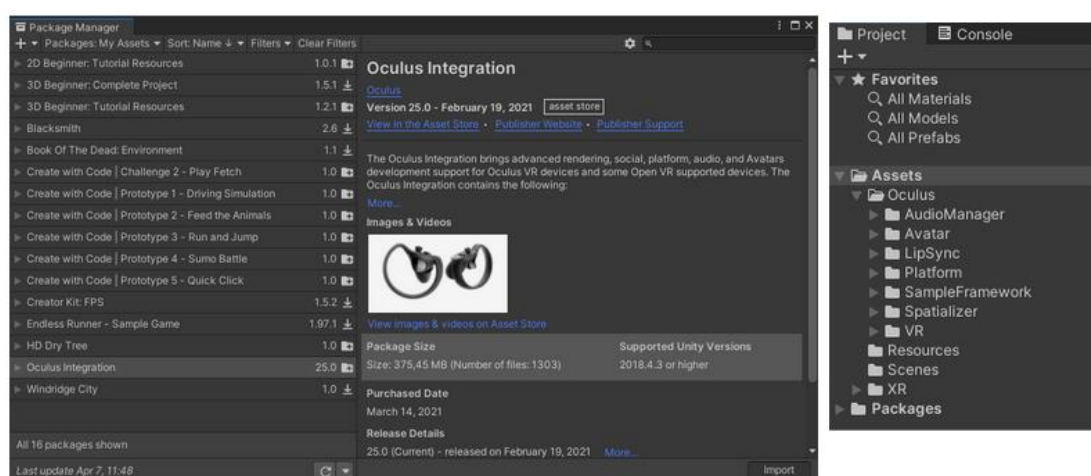 Package Manager
+ Packages: My Assets Sort: Name ↓ Filters Clear Filters
2D Beginner: Tutorial Resources 1.0.1
3D Beginner: Complete Project 1.5.1
3D Beginner: Tutorial Resources 1.2.1
Blacksmith 2.6
Book Of The Dead: Environment 1.1
Create with Code | Challenge 2 - Play Fetch 1.0
Create with Code | Prototype 1 - Driving Simulation 1.0
Create with Code | Prototype 2 - Feed the Animals 1.0
Create with Code | Prototype 3 - Run and Jump 1.0
Create with Code | Prototype 4 - Sumo Battle 1.0
Create with Code | Prototype 5 - Quick Click 1.0
Creator Kit: FPS 1.5.2
Endless Runner - Sample Game 1.97.1
HD Dry Tree 1.0
Oculus Integration 25.0
Windridge City 1.0
All 16 packages shown
Last update Apr 7, 11:48
Oculus Integration
Oculus
Version 25.0 - February 19, 2021 asset store
View in the Asset Store • Publisher Website • Publisher Support
The Oculus Integration brings advanced rendering, social, platform, audio, and Avatars
development support for Oculus VR devices and some Open VR supported devices. The
Oculus Integration contains the following:
More...
Images & Videos
View images & videos on Asset Store
Package Size Supported Unity Versions
Size: 375,45 MB (Number of files: 1303) 2018.4.3 or higher
Purchased Date
March 14, 2021
Release Details
25.0 (Current) - released on February 19, 2021 More...
Import
Project Console
+
Favorites
All Materials
All Models
All Prefabs
Assets
Oculus
AudioManager
Avatar
LipSync
Platform
SampleFramework
Spatializer
VR
Resources
Scenes
XR
Packages